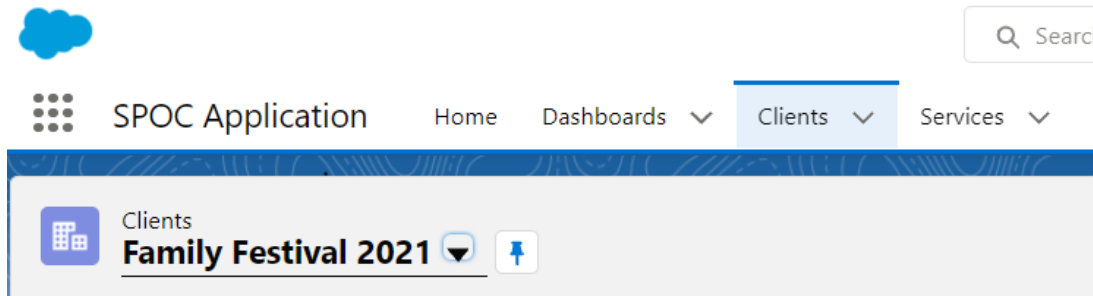 Searc
SPOC Application Home Dashboards Clients Services
Clients
Family Festival 2021